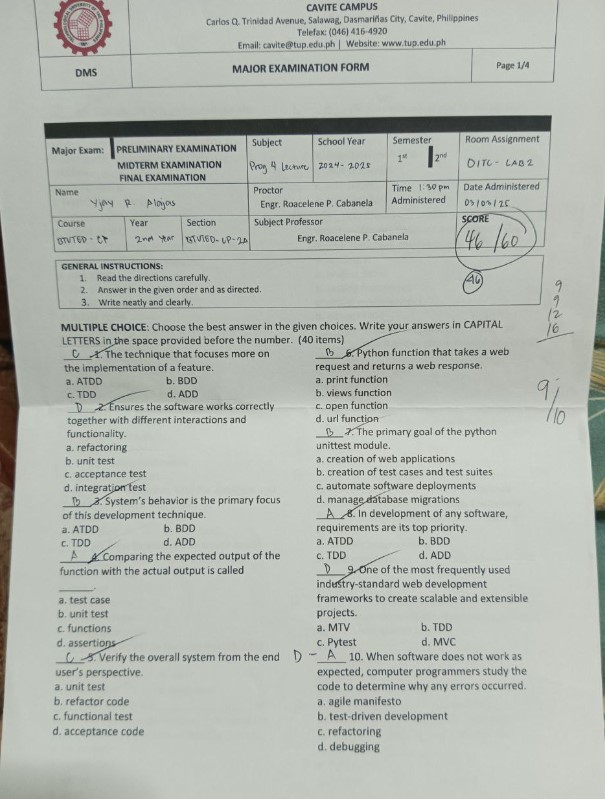 CAVITE CAMPUS
Carlos Q. Trinidad Avenue, Salawag, Dasmariñas City, Cavite, Philippines
Telefax: (046) 416-4920
Email: cavite@tup.edu.ph | Website: www.tup.edu.ph
DMS
MAJOR EXAMINATION FORM
Page 1/4
Major Exam:
PRELIMINARY EXAMINATION
MIDTERM EXAMINATION
FINAL EXAMINATION
Subject
Prog 4 Lecture
School Year
2024-2025
Semester
1st 2nd
Room Assignment
DITC - LAB 2
Name
Yjay R. Alojos
Proctor
Engr. Roacelene P. Cabanela
Time 1:30 pm
Administered
Date Administered
03/05/25
Course
BTVTED - CP
Year
2nd Year
Section
BTVTED-CP-2A
Subject Professor
Engr. Roacelene P. Cabanela
SCORE
46/60
GENERAL INSTRUCTIONS:
1. Read the directions carefully.
2. Answer in the given order and as directed.
3. Write neatly and clearly.
46
9
9
12
16
9/10
MULTIPLE CHOICE: Choose the best answer in the given choices. Write your answers in CAPITAL
LETTERS in the space provided before the number. (40 items)
C 1. The technique that focuses more on
the implementation of a feature.
a. ATDD b. BDD
c. TDD d. ADD
D 2. Ensures the software works correctly
together with different interactions and
functionality.
a. refactoring
b. unit test
c. acceptance test
d. integration test
B 3. System's behavior is the primary focus
of this development technique.
a. ATDD b. BDD
c. TDD d. ADD
A 4. Comparing the expected output of the
function with the actual output is called
______.
a. test case
b. unit test
c. functions
d. assertions
C 5. Verify the overall system from the end
user's perspective.
a. unit test
b. refactor code
c. functional test
d. acceptance code
B 6. Python function that takes a web
request and returns a web response.
a. print function
b. views function
c. open function
d. url function
B 7. The primary goal of the python
unittest module.
a. creation of web applications
b. creation of test cases and test suites
c. automate software deployments
d. manage database migrations
A 8. In development of any software,
requirements are its top priority.
a. ATDD b. BDD
c. TDD d. ADD
D 9. One of the most frequently used
industry-standard web development
frameworks to create scalable and extensible
projects.
a. MTV b. TDD
c. Pytest d. MVC
D - A 10. When software does not work as
expected, computer programmers study the
code to determine why any errors occurred.
a. agile manifesto
b. test-driven development
c. refactoring
d. debugging